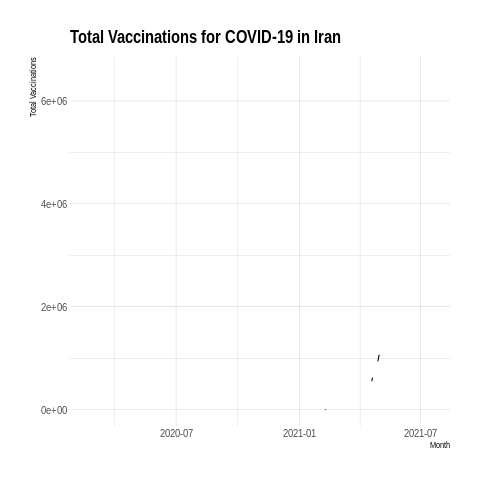 Total Vaccinations for COVID-19 in Iran
Total Vaccinations
6e+06
4e+06
2e+06
0e+00
2020-07
2021-01
2021-07
Month